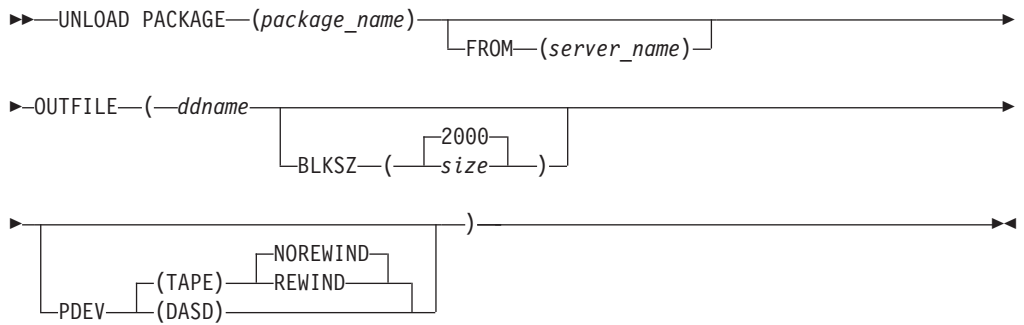 UNLOAD PACKAGE (package_name)
FROM (server_name)
OUTFILE ( ddname
2000
BLKSZ ( size )
)
NOREWIND
(TAPE) REWIND
PDEV (DASD)